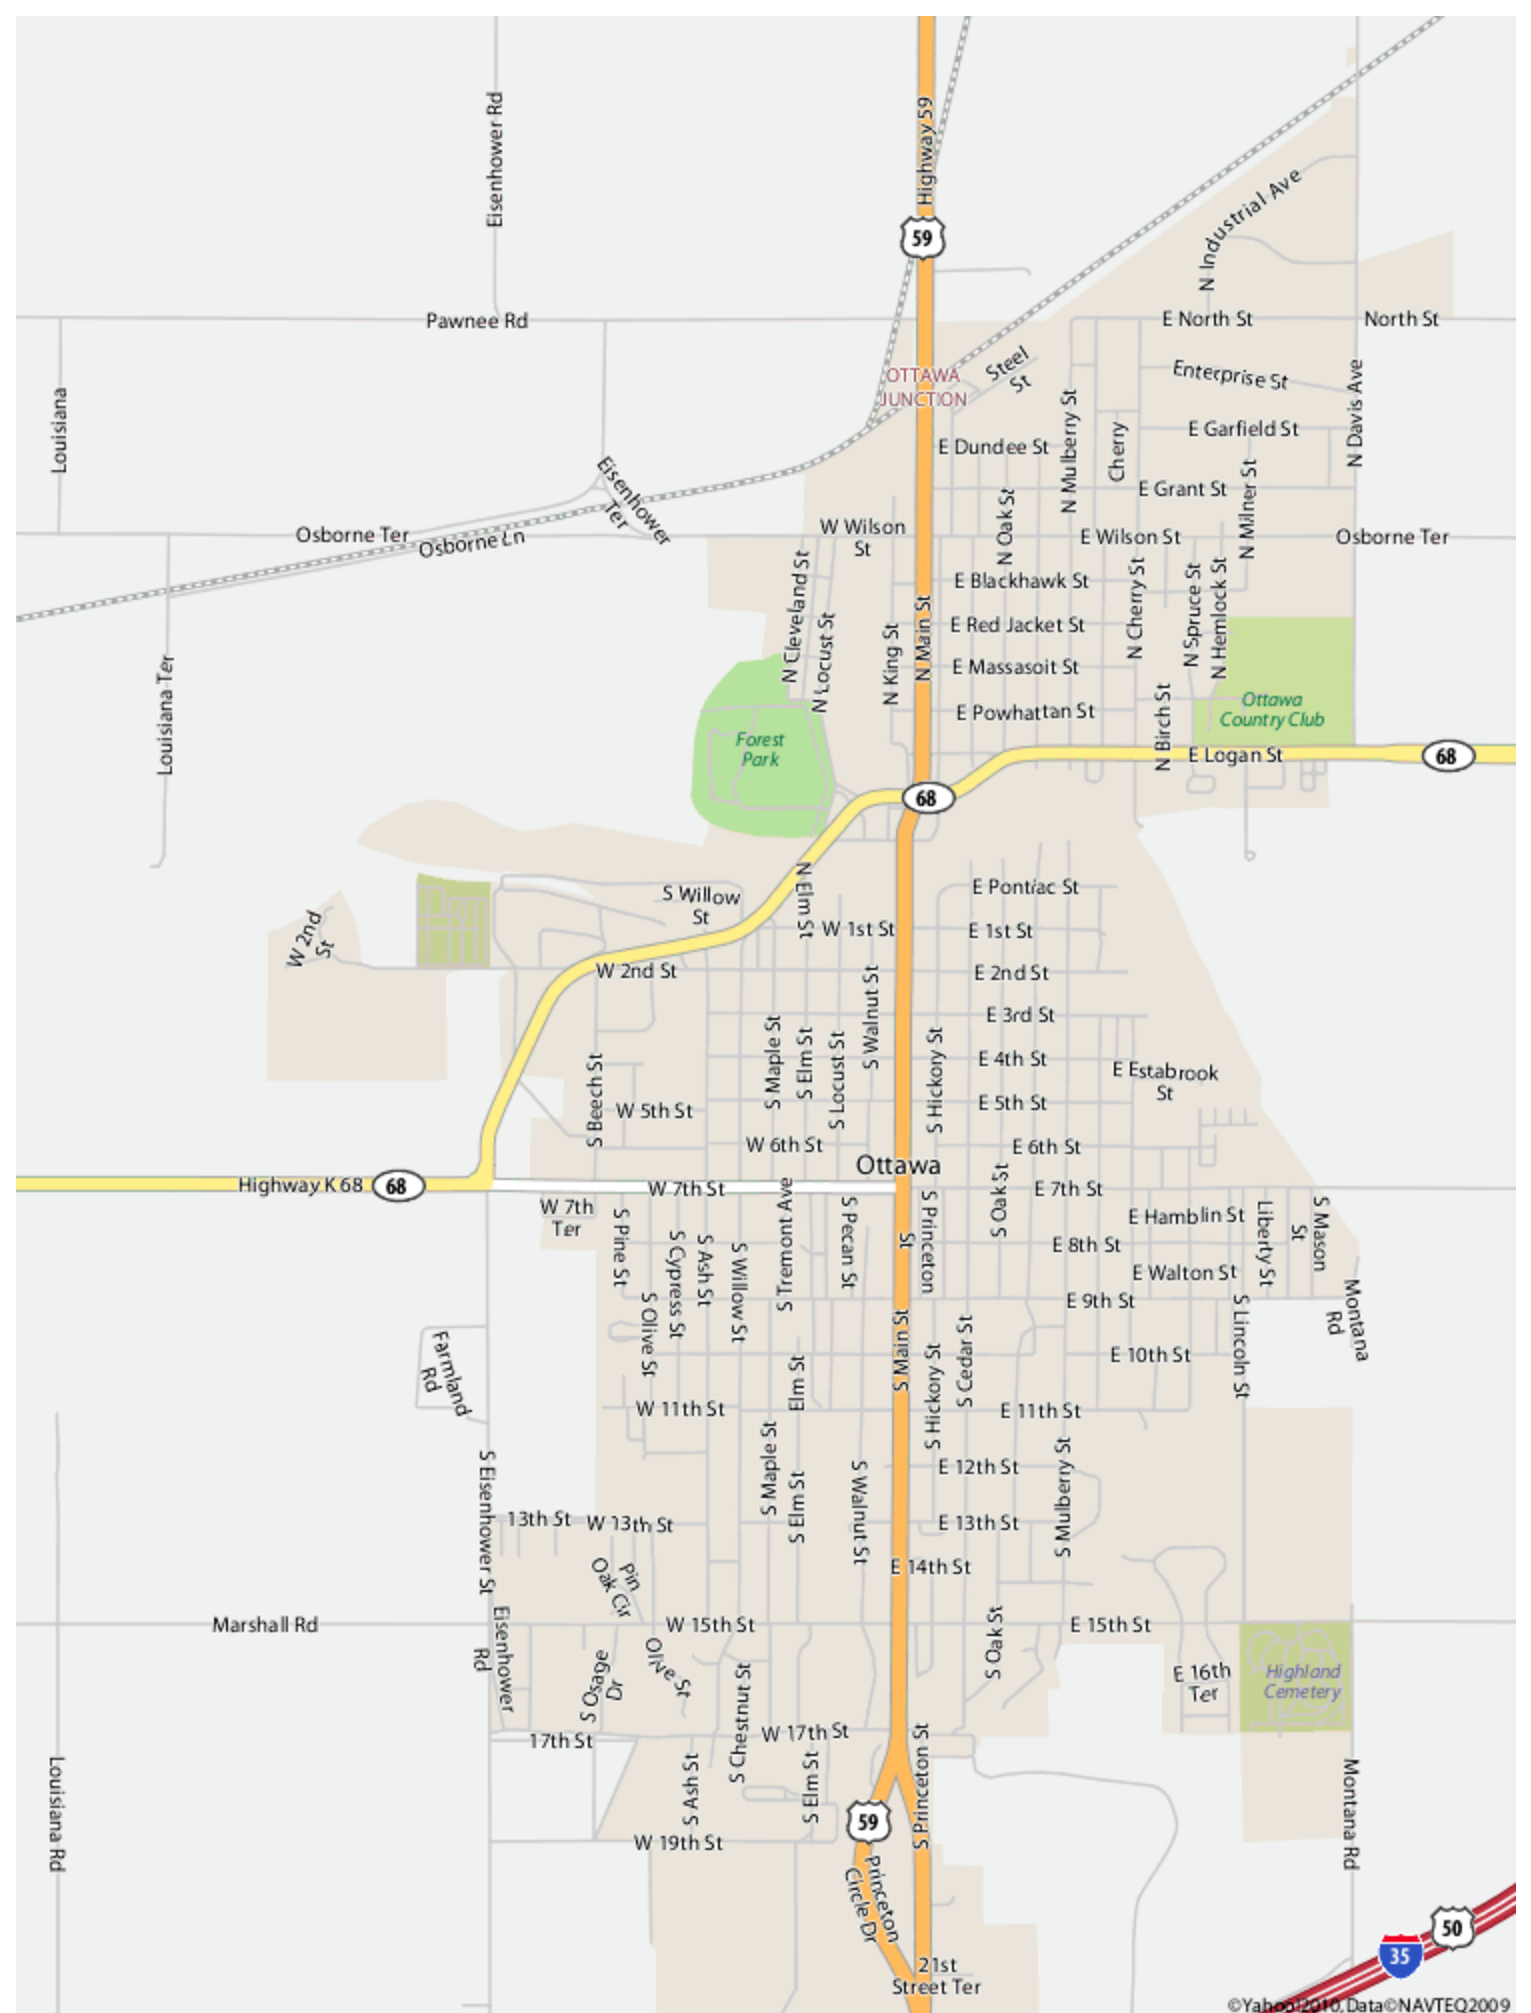 Eisenhower Rd
Highway 59
59
N Industrial Ave
Pawnee Rd
E North St
North St
Louisiana
OTTAWA
JUNCTION
Steel
St
Enterprise St
N Davis Ave
N Mulberry St
Cherry
E Garfield St
E Dundee St
Eisenhower
Ter
N Oak St
E Grant St
N Milner St
Osborne Ter
Osborne Ln
W Wilson
St
E Wilson St
Osborne Ter
N Cleveland St
N Locust St
E Blackhawk St
N Cherry St
N Spruce St
N Hemlock St
N King St
N Main St
E Red Jacket St
E Massasoit St
Louisiana Ter
E Powhattan St
N Birch St
Ottawa
Country Club
Forest
Park
E Logan St
68
68
N Elm St
S Willow
St
E Pontiac St
W 2nd
St
W 1st St
E 1st St
W 2nd St
E 2nd St
S Walnut St
E 3rd St
S Maple St
S Elm St
S Locust St
S Hickory St
E 4th St
S Beech St
E Estabrook
St
W 5th St
E 5th St
W 6th St
E 6th St
Ottawa
Highway K 68
68
W 7th St
E 7th St
W 7th
Ter
S Pine St
S Olive St
S Cypress St
S Ash St
S Willow St
S Tremont Ave
S Pecan St
S Princeton
St
S Oak St
E Hamblin St
Liberty St
S Mason
St
E 8th St
E Walton St
E 9th St
S Lincoln St
Montana
Rd
Farmland
Rd
S Main St
S Hickory St
S Cedar St
E 10th St
Elm St
W 11th St
E 11th St
S Eisenhower St
S Maple St
S Elm St
S Walnut St
E 12th St
S Mulberry St
13th St
W 13th St
E 13th St
Pin
Oak Cir
E 14th St
Marshall Rd
Eisenhower
Rd
W 15th St
E 15th St
S Osage
Dr
Olive St
S Chestnut St
S Oak St
E 16th
Ter
Highland
Cemetery
17th St
W 17th St
Louisiana Rd
S Ash St
S Elm St
59
S Princeton St
Montana Rd
W 19th St
Princeton
Circle Dr
50
35
21st
Street Ter
©Yahoo!2010, Data©NAVTEQ2009